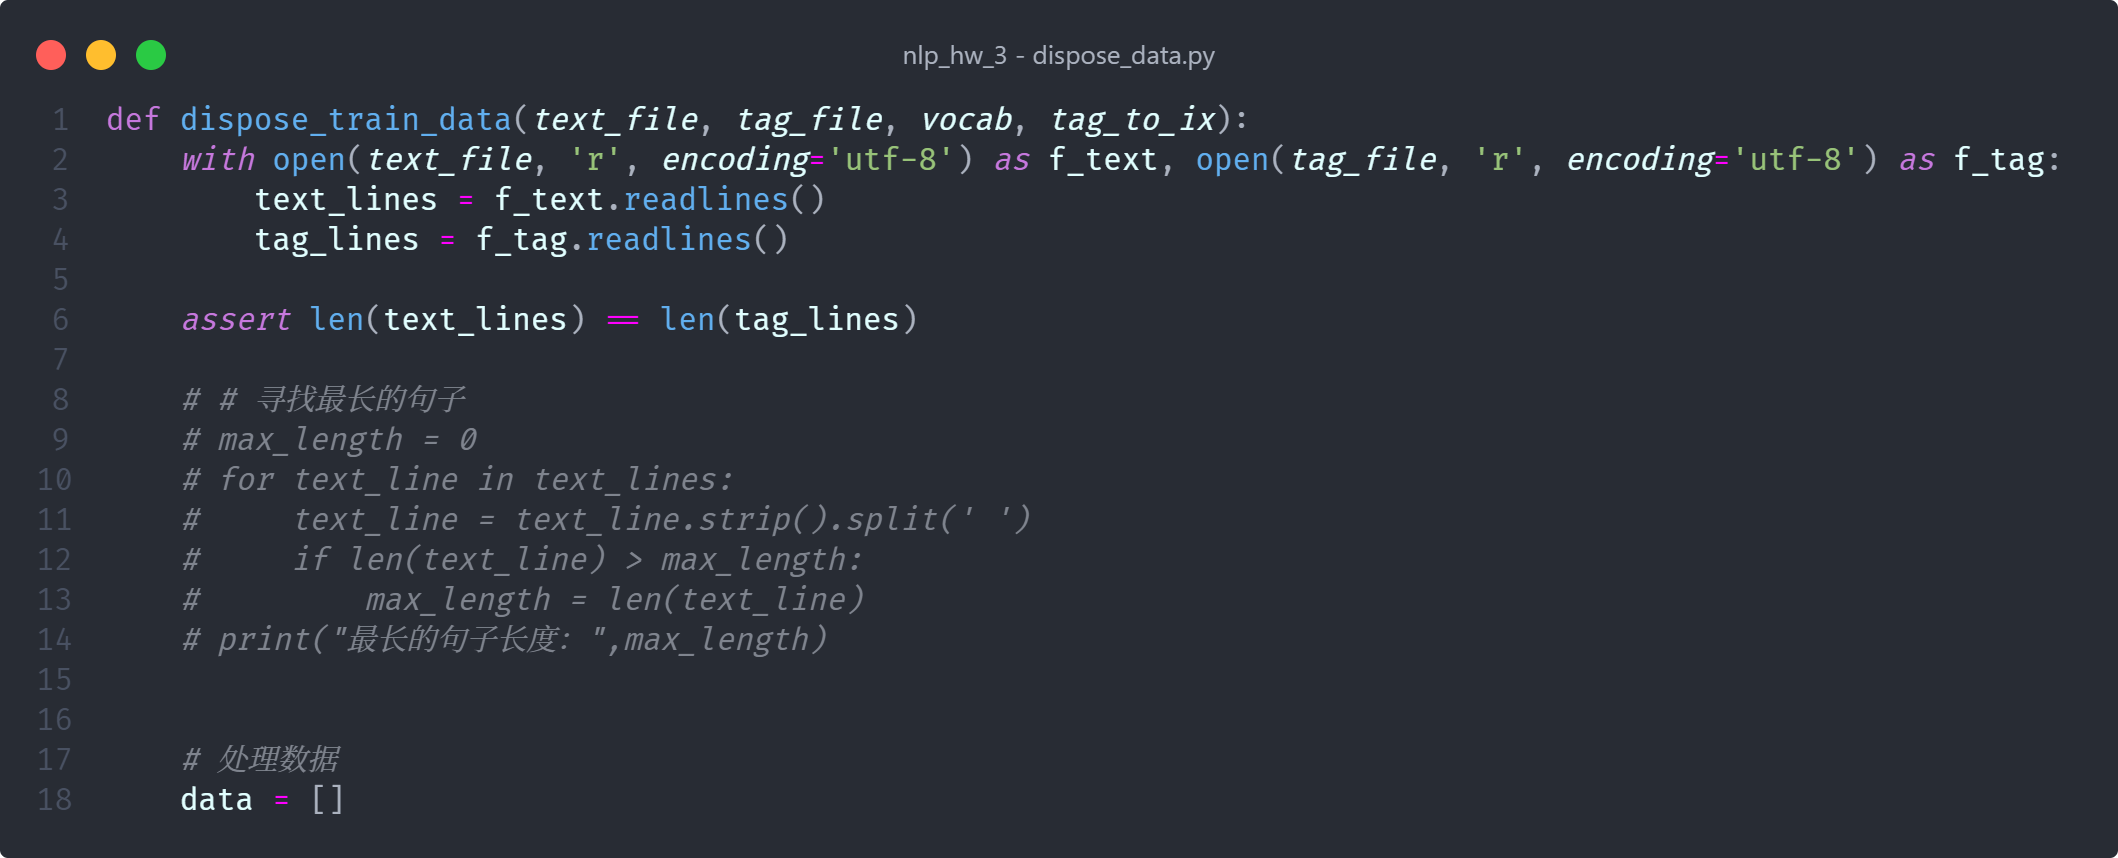 nlp_hw_3 - dispose_data.py
1 def dispose_train_data(text_file, tag_file, vocab, tag_to_ix):
2     with open(text_file, 'r', encoding='utf-8') as f_text, open(tag_file, 'r', encoding='utf-8') as f_tag:
3         text_lines = f_text.readlines()
4         tag_lines = f_tag.readlines()
5
6     assert len(text_lines) == len(tag_lines)
7
8     # # 寻找最长的句子
9     # max_length = 0
10     # for text_line in text_lines:
11     #     text_line = text_line.strip().split(' ')
12     #     if len(text_line) > max_length:
13     #         max_length = len(text_line)
14     # print("最长的句子长度: ",max_length)
15
16
17     # 处理数据
18     data = []